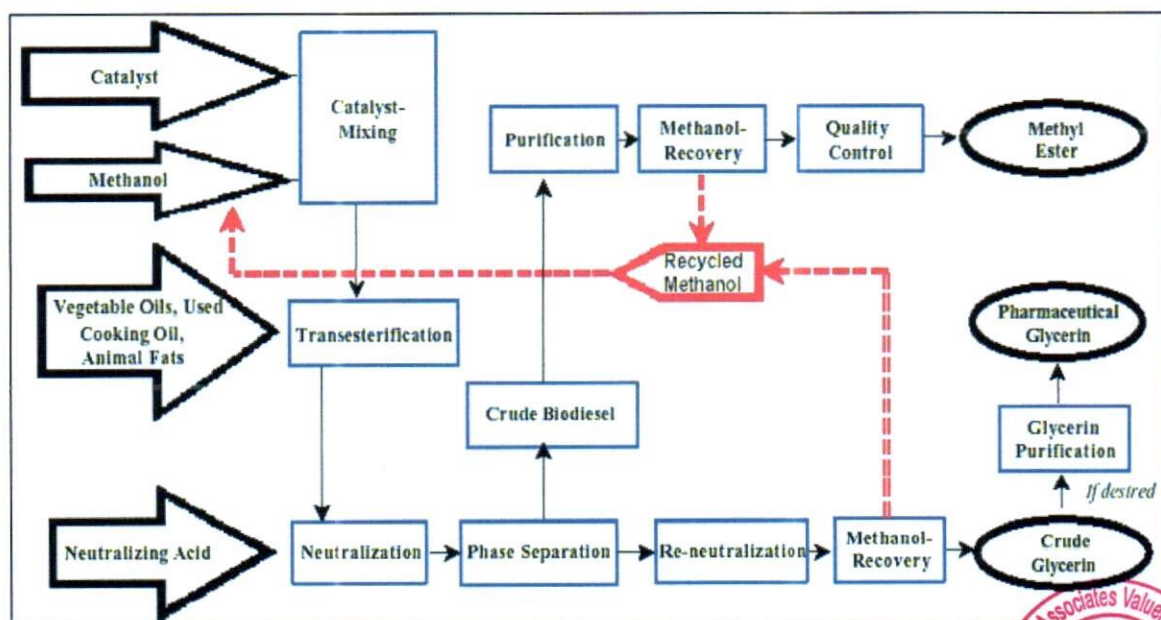 Catalyst
Methanol
Catalyst-
Mixing
Purification
Methanol-
Recovery
Quality
Control
Methyl
Ester
Recycled
Methanol
Vegetable Oils, Used
Cooking Oil,
Animal Fats
Transesterification
Pharmaceutical
Glycerin
Crude Biodiesel
Glycerin
Purification
If desired
Neutralizing Acid
Neutralization
Phase Separation
Re-neutralization
Methanol-
Recovery
Crude
Glycerin
Associates Value